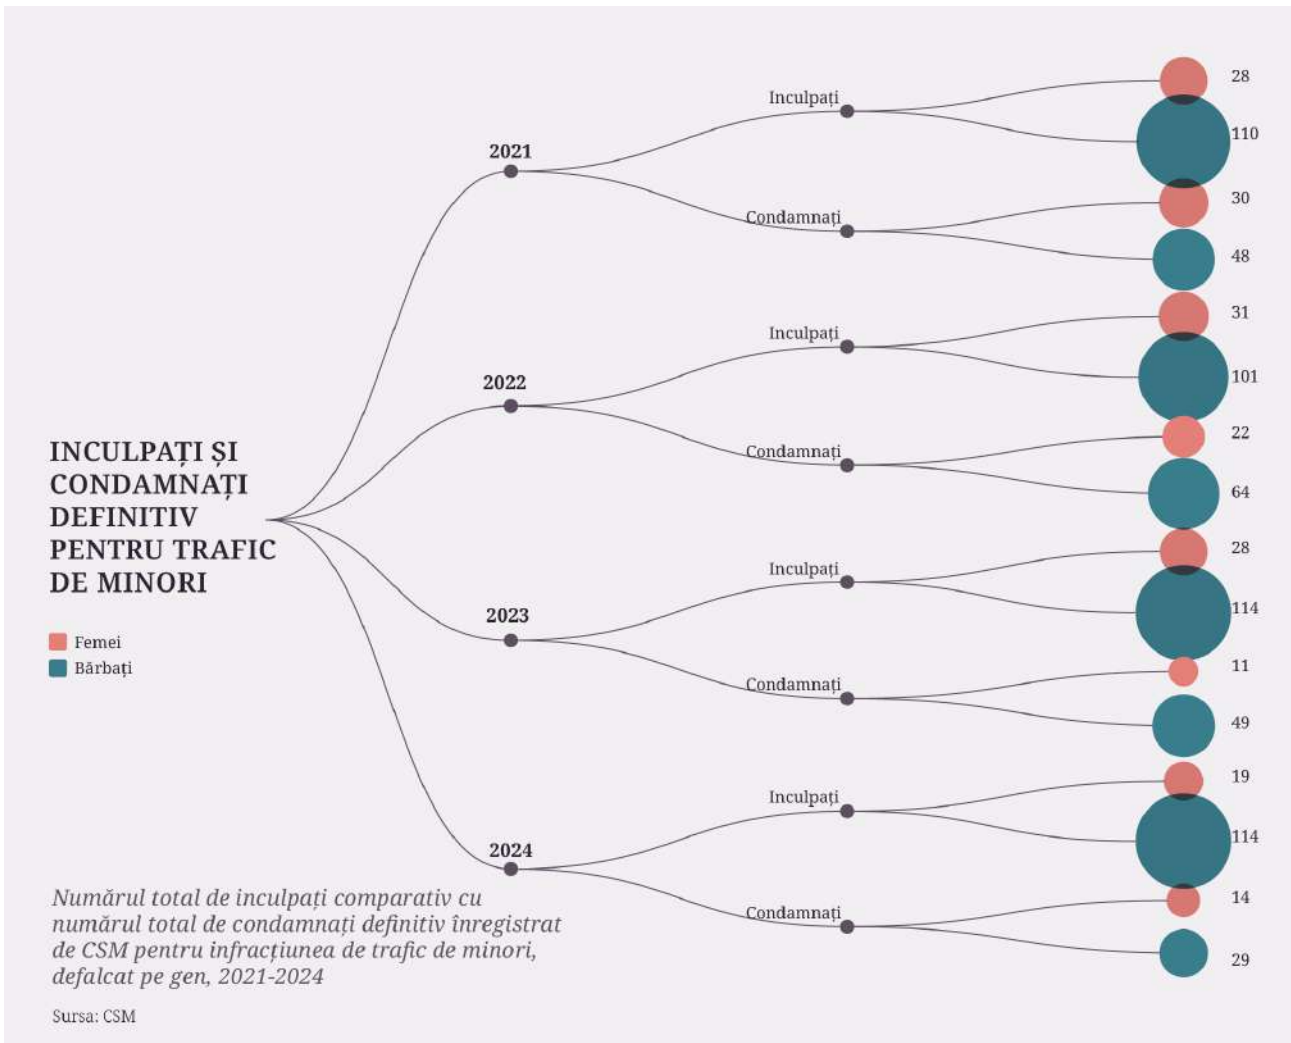 INCULPAȚI ȘI
CONDAMNAȚI
DEFINITIV
PENTRU TRAFIC
DE MINORI
Femei
Bărbați
2021
Inculpați
28
110
Condamnați
30
48
2022
Inculpați
31
101
Condamnați
22
64
2023
Inculpați
28
114
Condamnați
11
49
2024
Inculpați
19
114
Condamnați
14
29
Numărul total de inculpați comparativ cu
numărul total de condamnați definitiv înregistrat
de CSM pentru infracțiunea de trafic de minori,
defalcat pe gen, 2021-2024
Sursa: CSM